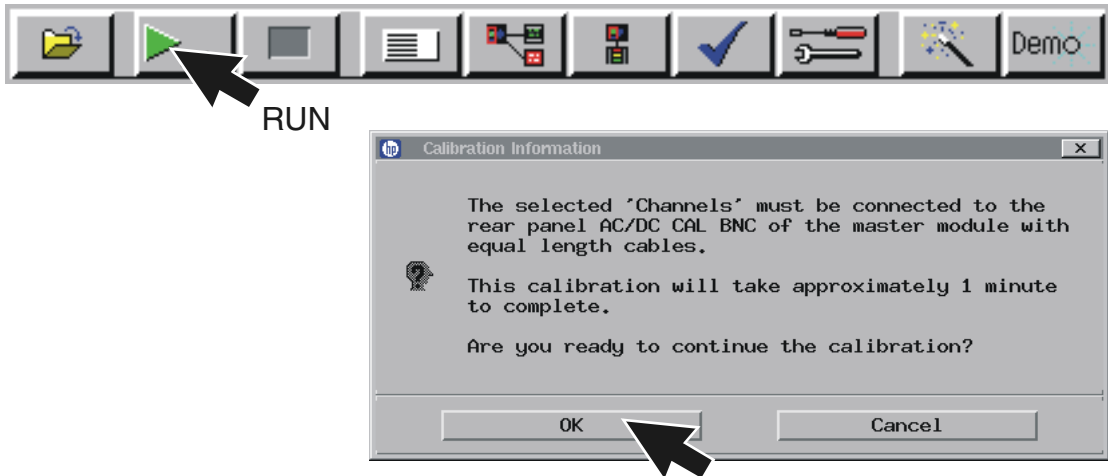 Demo
RUN
hp Calibration Information
The selected 'Channels' must be connected to the
rear panel AC/DC CAL BNC of the master module with
equal length cables.
This calibration will take approximately 1 minute
to complete.
Are you ready to continue the calibration?
OK Cancel